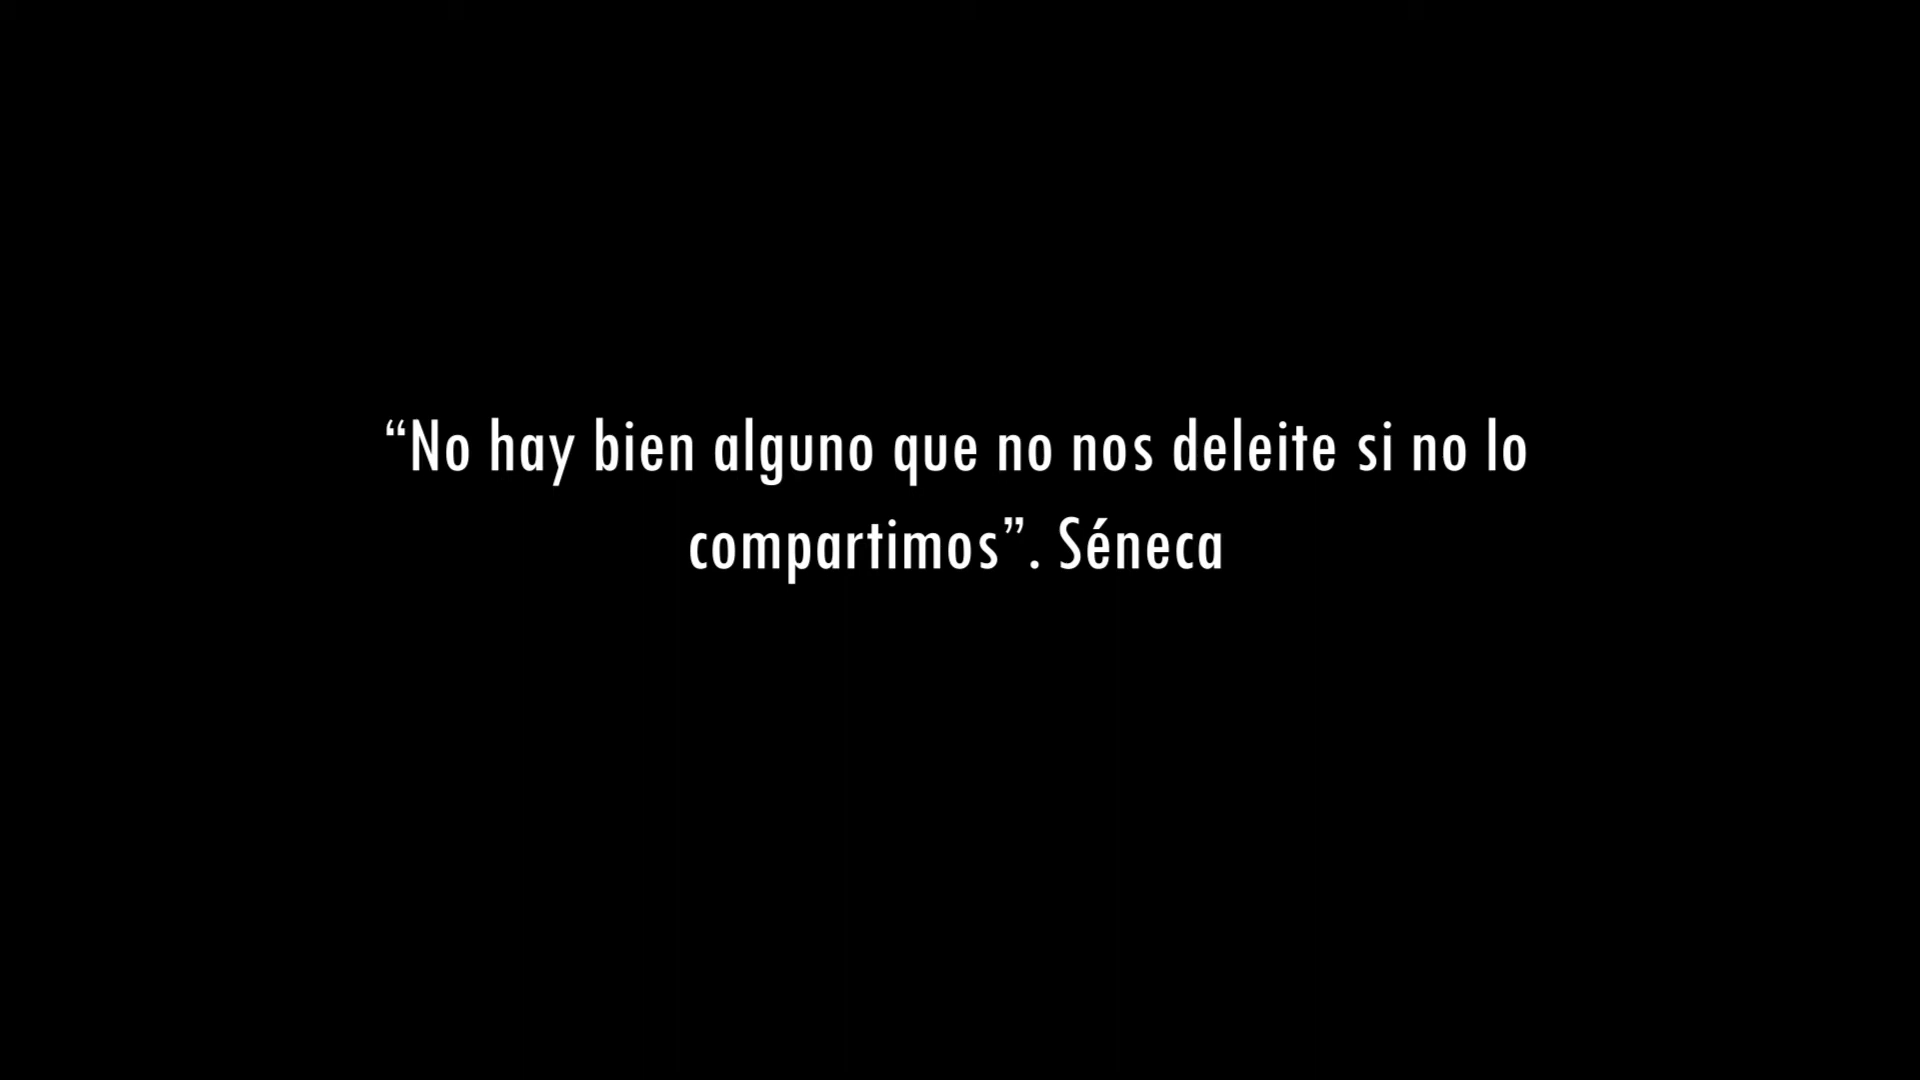 “No hay bien alguno que no nos deleite si no lo
compartimos”. Séneca